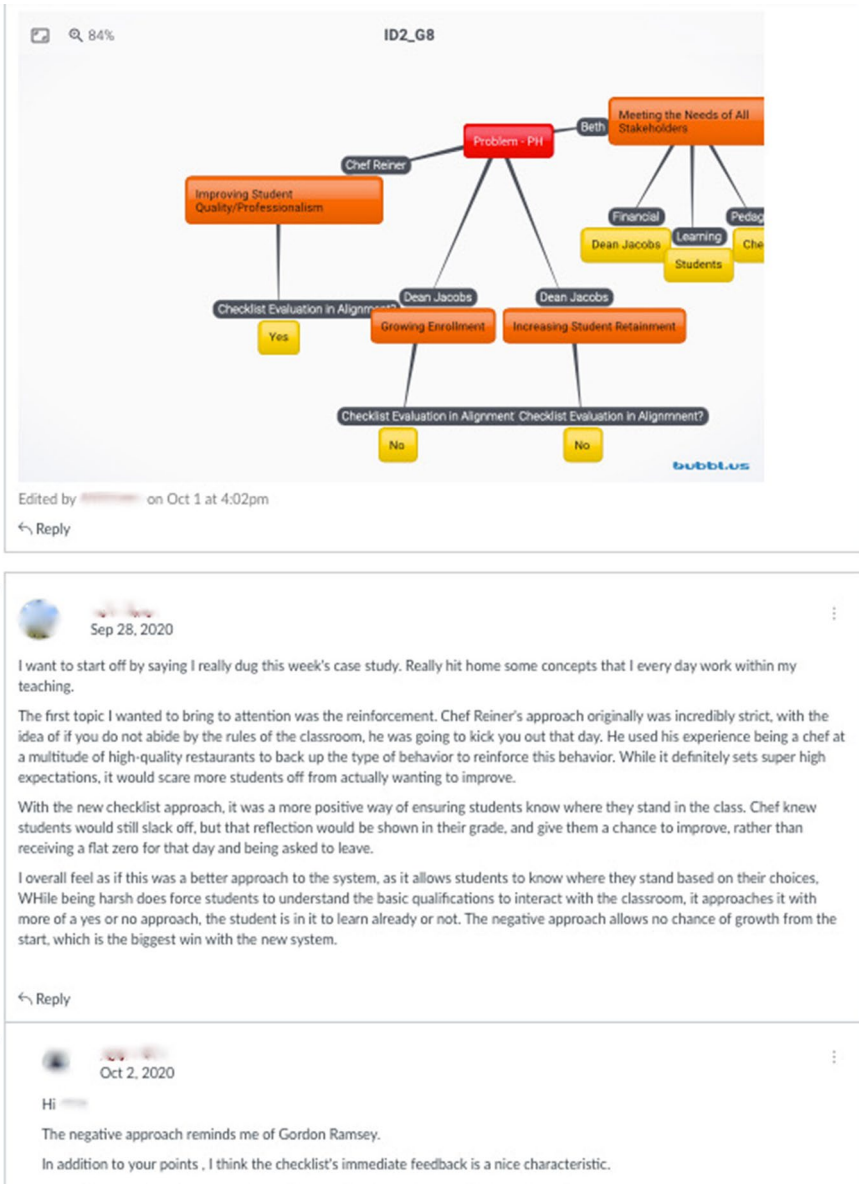 84%
ID2_G8
Meeting the Needs of All
Stakeholders
Beth
Problem - PH
Chef Reiner
Improving Student
Quality/Professionalism
Financial
Pedag
Learning
Dean Jacobs
Che
Students
Dean Jacobs
Dean Jacobs
Checklist Evaluation in Alignment?
Growing Enrollment
Increasing Student Retainment
Yes
Checklist Evaluation in Alignment
Checklist Evaluation in Alignmnent?
No
No
bubbl.us
Edited by on Oct 1 at 4:02pm
Reply
Sep 28, 2020
I want to start off by saying I really dug this week's case study. Really hit home some concepts that I every day work within my
teaching.
The first topic I wanted to bring to attention was the reinforcement. Chef Reiner's approach originally was incredibly strict, with the
idea of if you do not abide by the rules of the classroom, he was going to kick you out that day. He used his experience being a chef at
a multitude of high-quality restaurants to back up the type of behavior to reinforce this behavior. While it definitely sets super high
expectations, it would scare more students off from actually wanting to improve.
With the new checklist approach, it was a more positive way of ensuring students know where they stand in the class. Chef knew
students would still slack off, but that reflection would be shown in their grade, and give them a chance to improve, rather than
receiving a flat zero for that day and being asked to leave.
I overall feel as if this was a better approach to the system, as it allows students to know where they stand based on their choices,
WHile being harsh does force students to understand the basic qualifications to interact with the classroom, it approaches it with
more of a yes or no approach, the student is in it to learn already or not. The negative approach allows no chance of growth from the
start, which is the biggest win with the new system.
Reply
Oct 2, 2020
Hi
The negative approach reminds me of Gordon Ramsey.
In addition to your points , I think the checklist's immediate feedback is a nice characteristic.